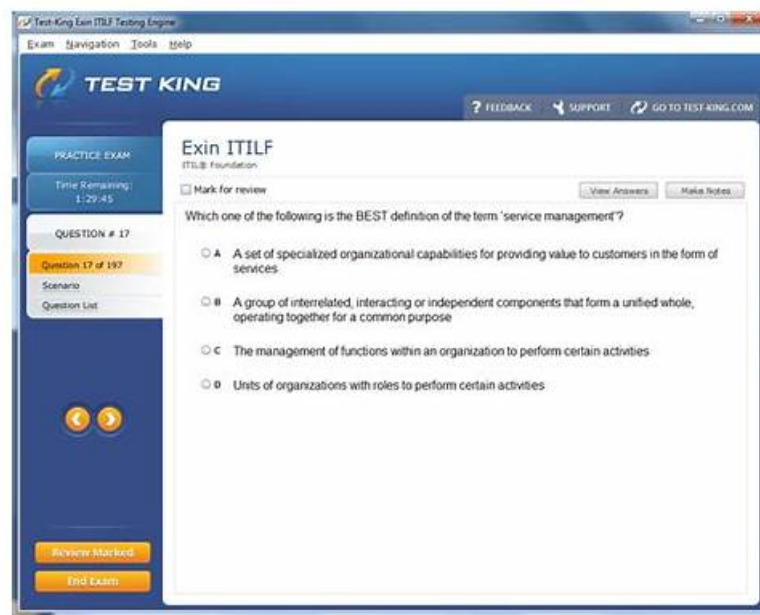 Test-King Exin ITILF Testing Engine
Exam Navigation Tools Help
TEST KING
? FEEDBACK SUPPORT GO TO TEST-KING.COM
PRACTICE EXAM
Time Remaining:
1:29:45
QUESTION # 17
Question 17 of 197
Scenario
Question List
Review Marked
End Exam
Exin ITILF
ITIL® Foundation
Mark for review
View Answers Make Notes
Which one of the following is the BEST definition of the term 'service management'?
A A set of specialized organizational capabilities for providing value to customers in the form of
services
B A group of interrelated, interacting or independent components that form a unified whole,
operating together for a common purpose
C The management of functions within an organization to perform certain activities
D Units of organizations with roles to perform certain activities